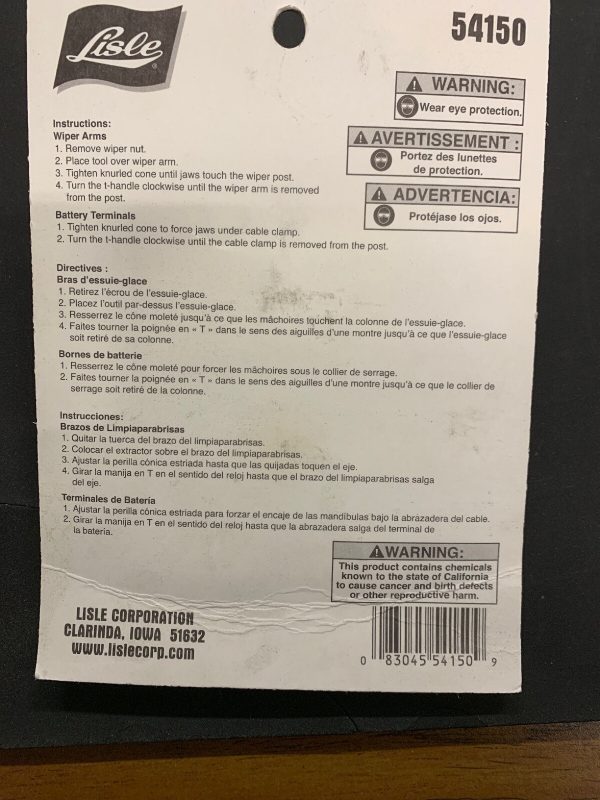 Lisle
®
54150
WARNING:
Wear eye protection.
AVERTISSEMENT :
Portez des lunettes
de protection.
ADVERTENCIA:
Protéjase los ojos.
Instructions:
Wiper Arms
1. Remove wiper nut.
2. Place tool over wiper arm.
3. Tighten knurled cone until jaws touch the wiper post.
4. Turn the t-handle clockwise until the wiper arm is removed
from the post.
Battery Terminals
1. Tighten knurled cone to force jaws under cable clamp.
2. Turn the t-handle clockwise until the cable clamp is removed from the post.
Directives :
Bras d'essuie-glace
1. Retirez l'écrou de l'essuie-glace.
2. Placez l'outil par-dessus l'essuie-glace.
3. Resserrez le cône moleté jusqu'à ce que les mâchoires touchent la colonne de l'essuie-glace.
4. Faites tourner la poignée en « T » dans le sens des aiguilles d'une montre jusqu'à ce que l'essuie-glace
soit retiré de sa colonne.
Bornes de batterie
1. Resserrez le cône moleté pour forcer les mâchoires sous le collier de serrage.
2. Faites tourner la poignée en « T » dans le sens des aiguilles d'une montre jusqu'à ce que le collier de
serrage soit retiré de la colonne.
Instrucciones:
Brazos de Limpiaparabrisas
1. Quitar la tuerca del brazo del limpiaparabrisas.
2. Colocar el extractor sobre el brazo del limpiaparabrisas.
3. Ajustar la perilla cónica estriada hasta que las quijadas toquen el eje.
4. Girar la manija en T en el sentido del reloj hasta que el brazo del limpiaparabrisas salga
del eje.
Terminales de Batería
1. Ajustar la perilla cónica estriada para forzar el encaje de las mandibulas bajo la abrazadera del cable.
2. Girar la manija en T en el sentido del reloj hasta que la abrazadera salga del terminal de
la batería.
WARNING:
This product contains chemicals
known to the state of California
to cause cancer and birth defects
or other reproductive harm.
LISLE CORPORATION
CLARINDA, IOWA 51632
www.lislecorp.com
0 83045 54150 9